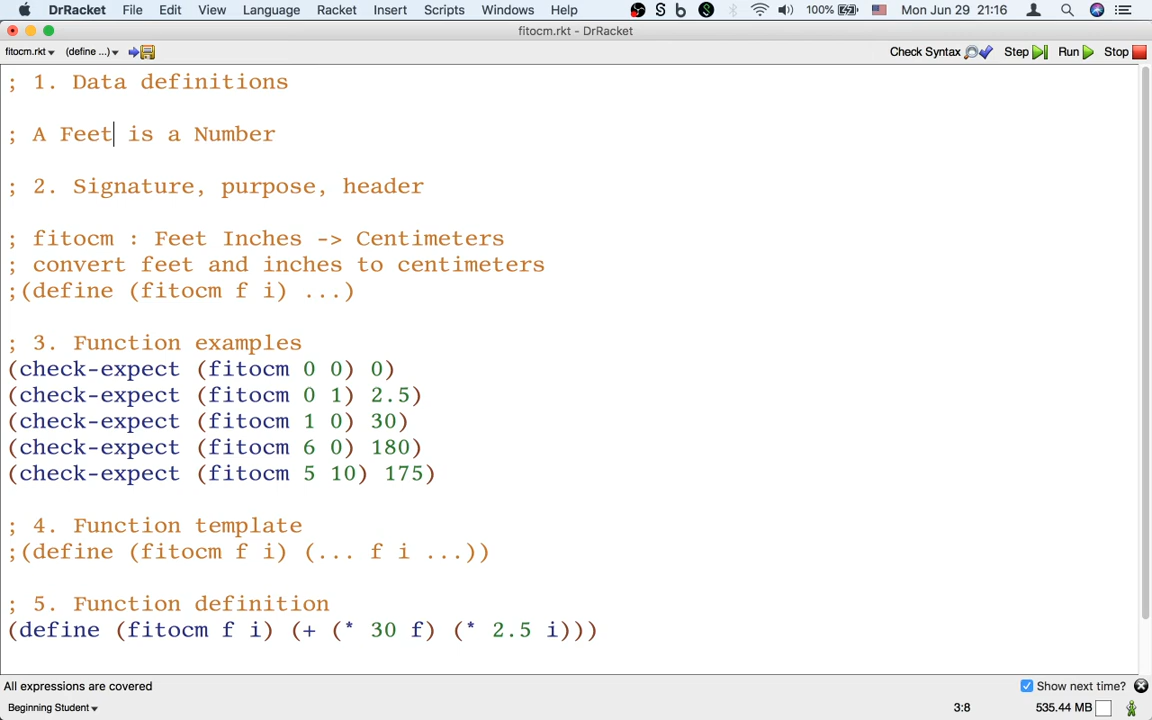 DrRacket File Edit View Language Racket Insert Scripts Windows Help 100% Mon Jun 29 21:16
fitocm.rkt - DrRacket
fitocm.rkt (define ...) Check Syntax Step Run Stop
; 1. Data definitions
; A Feet is a Number
; 2. Signature, purpose, header
; fitocm : Feet Inches -> Centimeters
; convert feet and inches to centimeters
;(define (fitocm f i) ...)
; 3. Function examples
(check-expect (fitocm 0 0) 0)
(check-expect (fitocm 0 1) 2.5)
(check-expect (fitocm 1 0) 30)
(check-expect (fitocm 6 0) 180)
(check-expect (fitocm 5 10) 175)
; 4. Function template
;(define (fitocm f i) (... f i ...))
; 5. Function definition
(define (fitocm f i) (+ (* 30 f) (* 2.5 i)))
All expressions are covered Show next time?
Beginning Student 3:8 535.44 MB